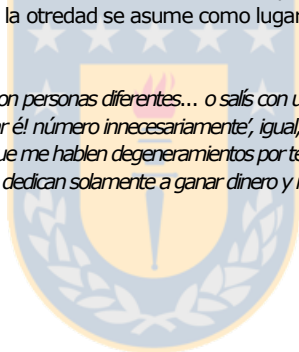 la otredad se asume como lugar
on personas diferentes... o salís con u
ar é! número innecesariamente', igual,
ue me hablen degeneramientos por te
dedican solamente a ganar dinero y